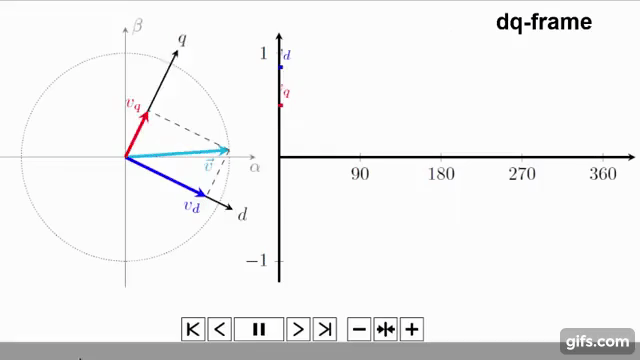 dq-frame
β
q
1
v_d
v_q
v_q
α
v⃗
90
180
270
360
v_d
d
−1
gifs.com